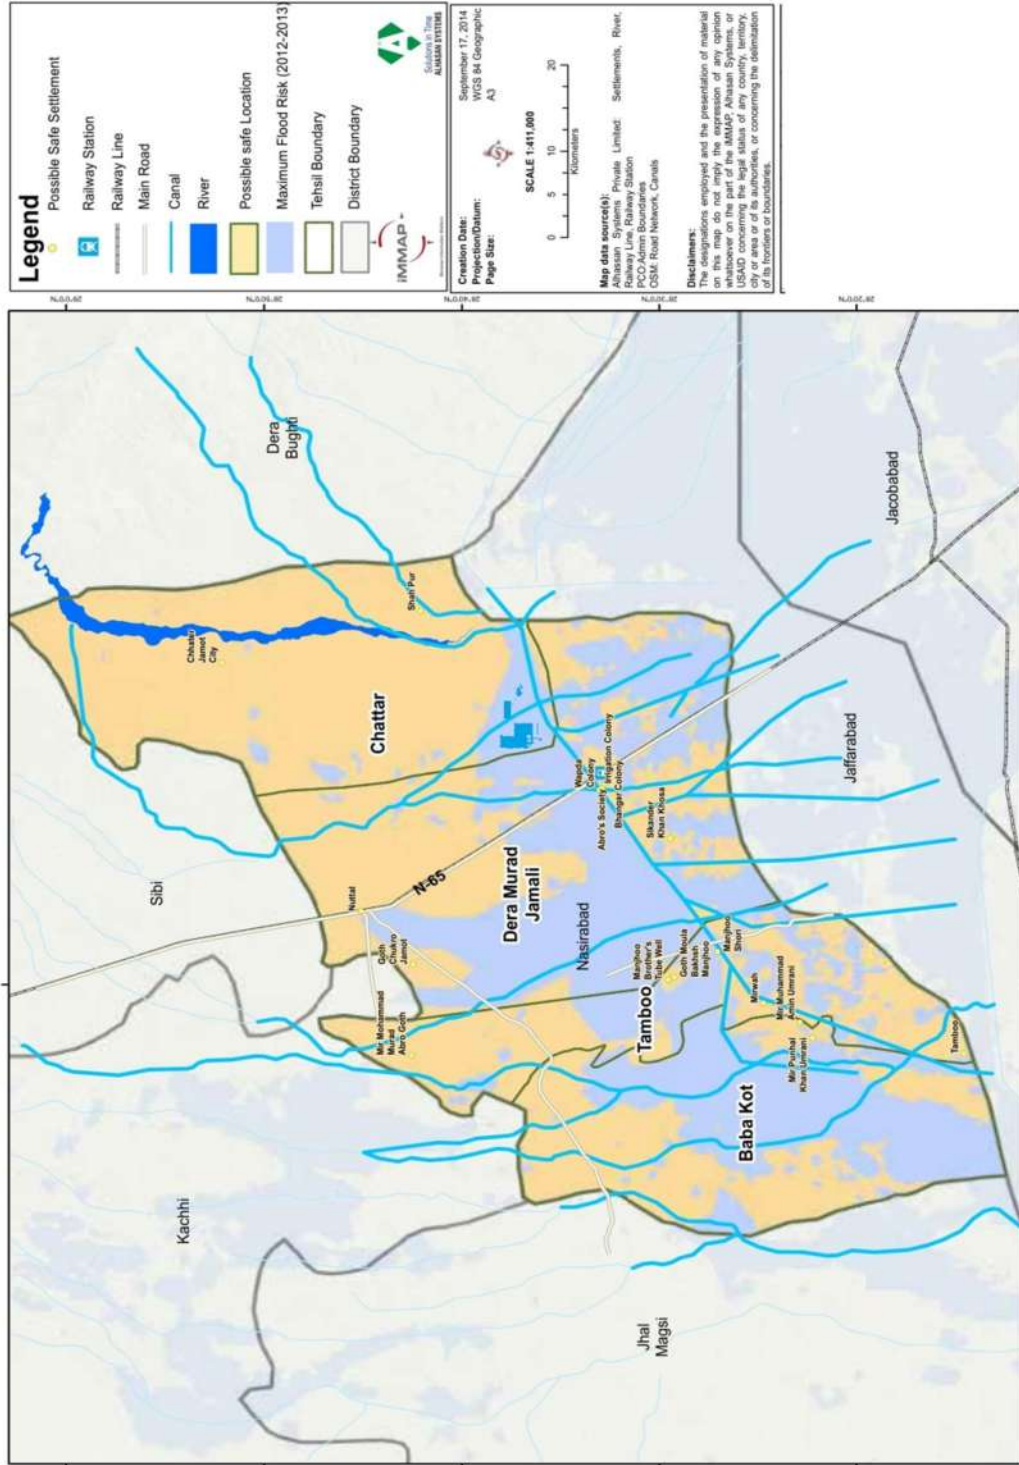 Legend
Possible Safe Settlement
Railway Station
Railway Line
Main Road
Canal
River
Possible safe Location
Maximum Flood Risk (2012-2013)
Tehsil Boundary
District Boundary
iMMAP
Solutions in Time
ALHASAN SYSTEMS
Creation Date: September 17, 2014
Projection/Datum: WGS 84 Geographic
Page Size: A3
SCALE 1:411,000
0 5 10 20
Kilometers
Map data source(s):
Alhassan Systems Private Limited: Settlements, River,
Railway Line, Railway Station
PCO:Admin Boundaries
OSM: Road Network, Canals
Disclaimers:
The designations employed and the presentation of material
on this map do not imply the expression of any opinion
whatsoever on the part of the iMMAP, Alhasan Systems, or
USAID concerning the legal status of any country, territory,
city or area or of its authorities, or concerning the delimitation
of its frontiers or boundaries.
Dera
Bughti
Shah Pur
Jamot
City
Chattar
Sibi
N-65
Nuttal
Goth
Chukro
Jamot
Mir Mohammad
Murad
Abro Goth
Kachhi
Dera Murad
Jamali
Nasirabad
Wapda
Colony
Irrigation Colony
Abro's Society
Bhangar Colony
Sikander
Khan Khosa
Manjhoo
Brother's
Tube Well
Goth Moula
Bakhsh
Manjhoo
Manjhoo
Shori
Tamboo
Mirwah
Mir Muhammad
Amin Umrani
Mir Punhal
Khan Umrani
Tamboo
Baba Kot
Jhal
Magsi
Jacobabad
Jaffarabad